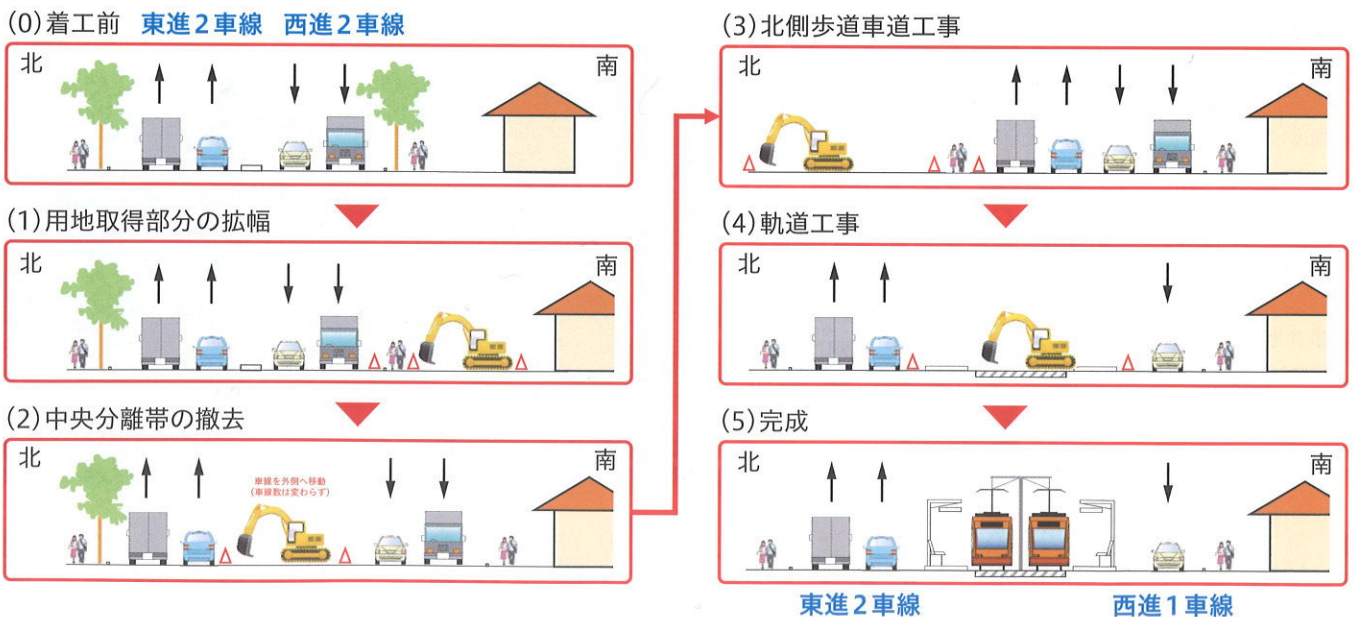 (0)着工前 東進2車線 西進2車線
北 南
(1)用地取得部分の拡幅
北 南
(2)中央分離帯の撤去
北 南
車線を外側へ移動
(車線数は変わらず)
(3)北側歩道車道工事
北 南
(4)軌道工事
北 南
(5)完成
北 南
東進2車線 西進1車線